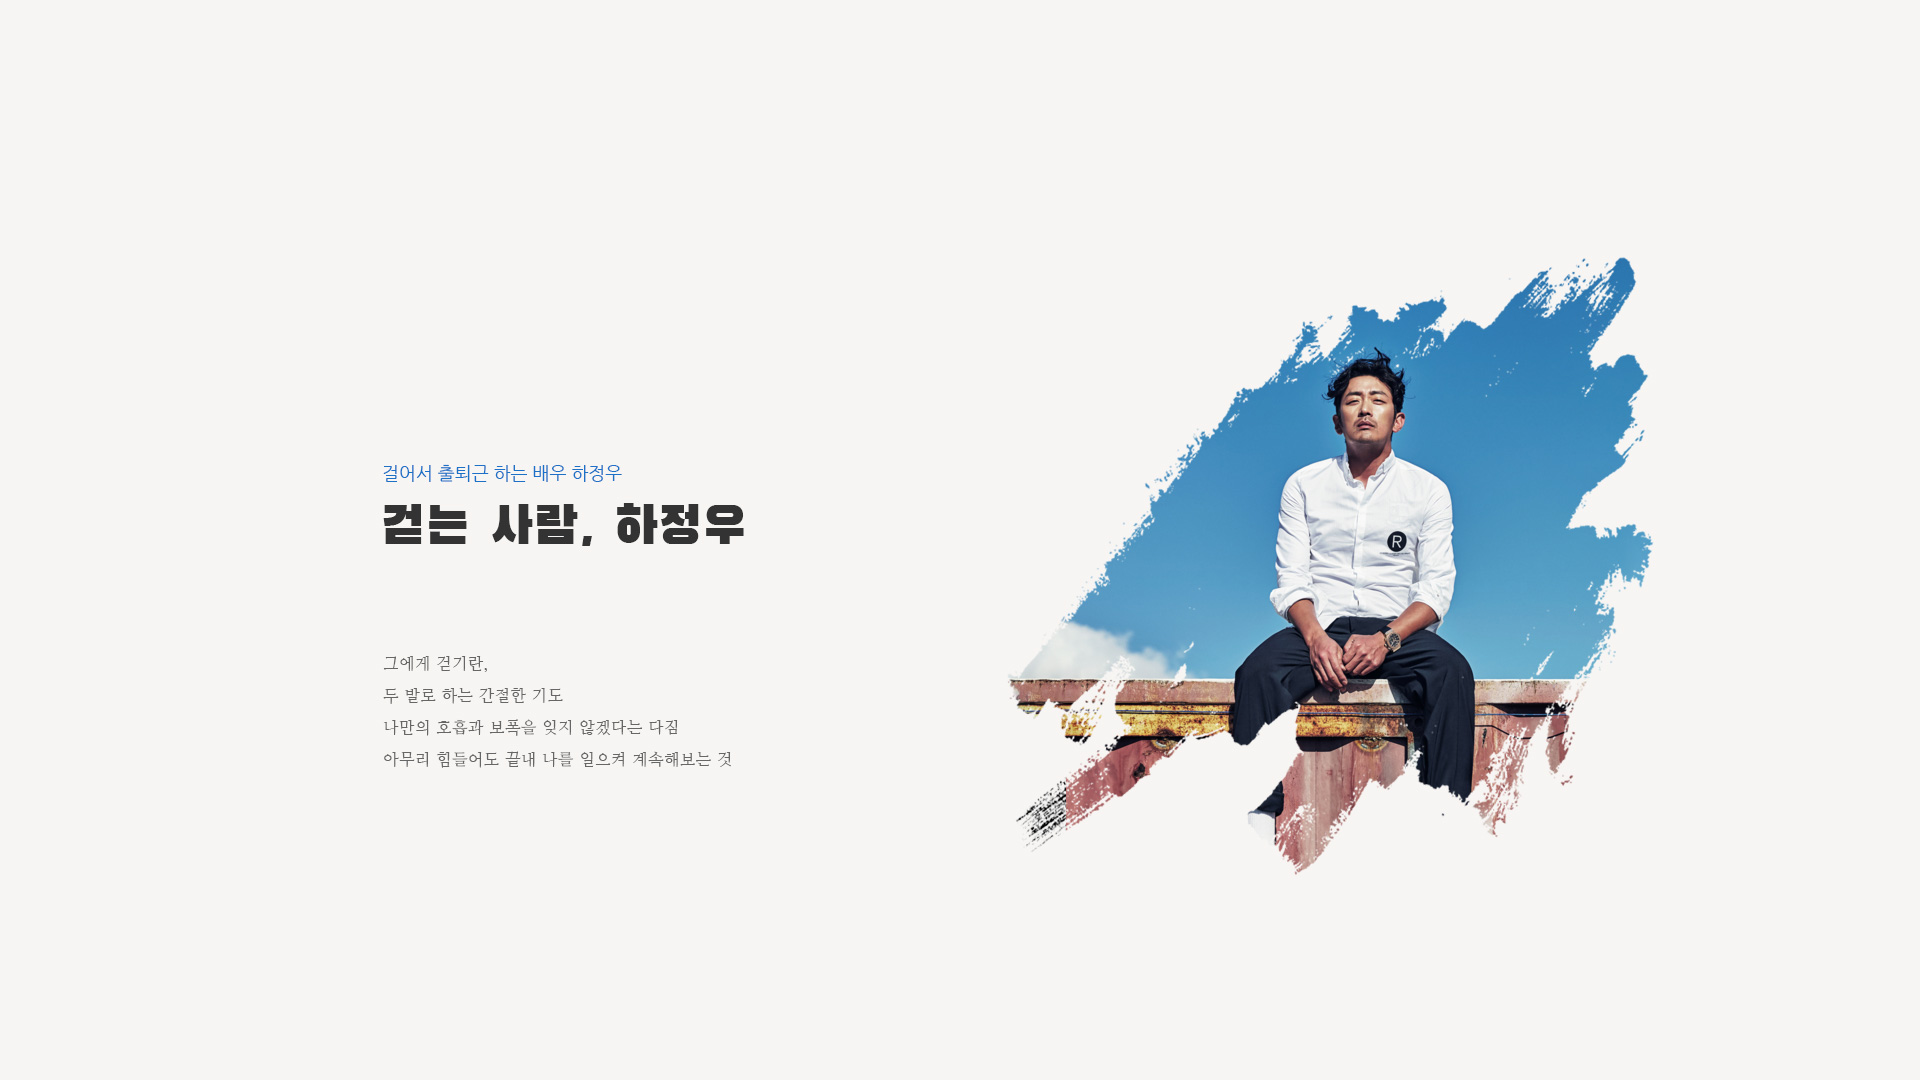 걸어서 출퇴근 하는 배우 하정우
걷는 사람, 하정우
그에게 걷기란,
두 발로 하는 간절한 기도
나만의 호흡과 보폭을 잊지 않겠다는 다짐
아무리 힘들어도 끝내 나를 일으켜 계속해보는 것
R